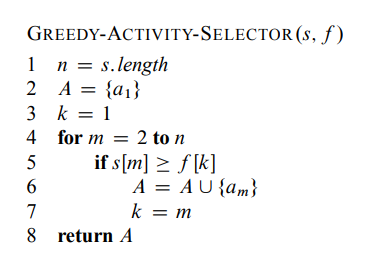 GREEDY-ACTIVITY-SELECTOR(s, f)
1 n = s.length
2 A = {a₁}
3 k = 1
4 for m = 2 to n
5 if s[m] ≥ f[k]
6 A = A ∪ {aₘ}
7 k = m
8 return A